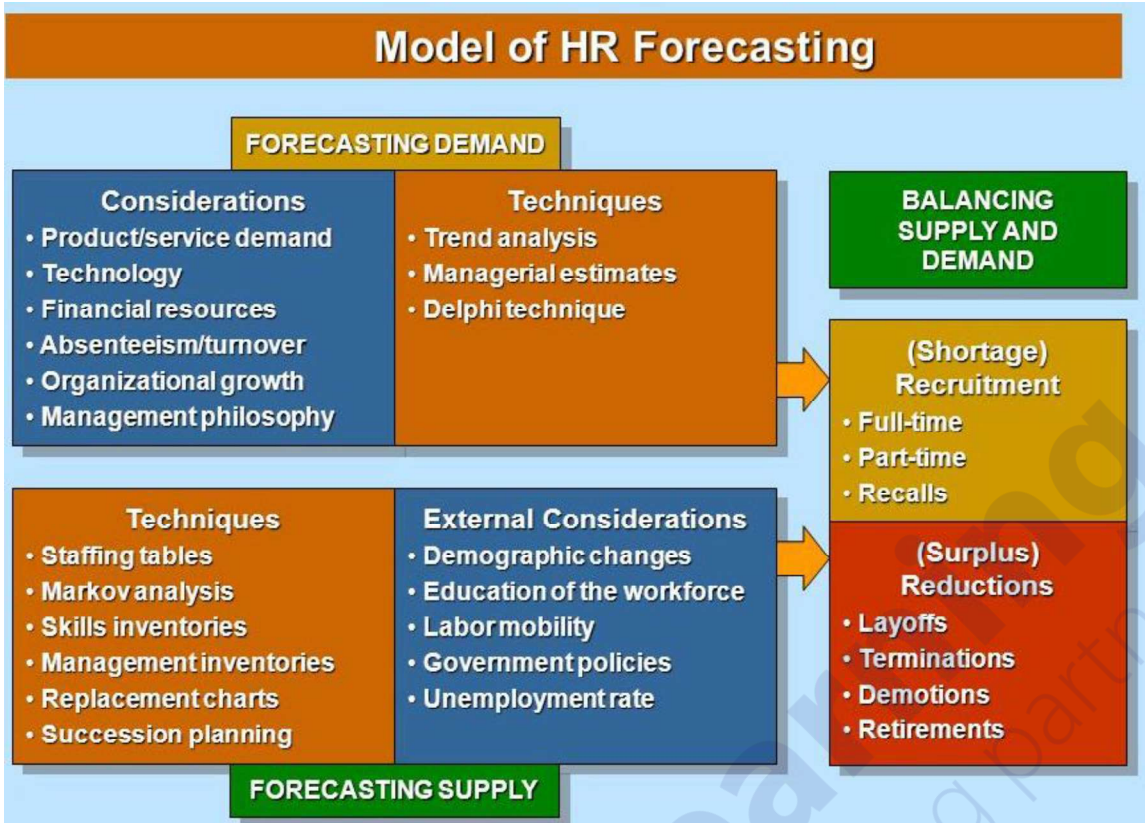 Model of HR Forecasting
FORECASTING DEMAND
Considerations
• Product/service demand
• Technology
• Financial resources
• Absenteeism/turnover
• Organizational growth
• Management philosophy
Techniques
• Trend analysis
• Managerial estimates
• Delphi technique
BALANCING
SUPPLY AND
DEMAND
(Shortage)
Recruitment
• Full-time
• Part-time
• Recalls
Techniques
• Staffing tables
• Markov analysis
• Skills inventories
• Management inventories
• Replacement charts
• Succession planning
External Considerations
• Demographic changes
• Education of the workforce
• Labor mobility
• Government policies
• Unemployment rate
(Surplus)
Reductions
• Layoffs
• Terminations
• Demotions
• Retirements
FORECASTING SUPPLY